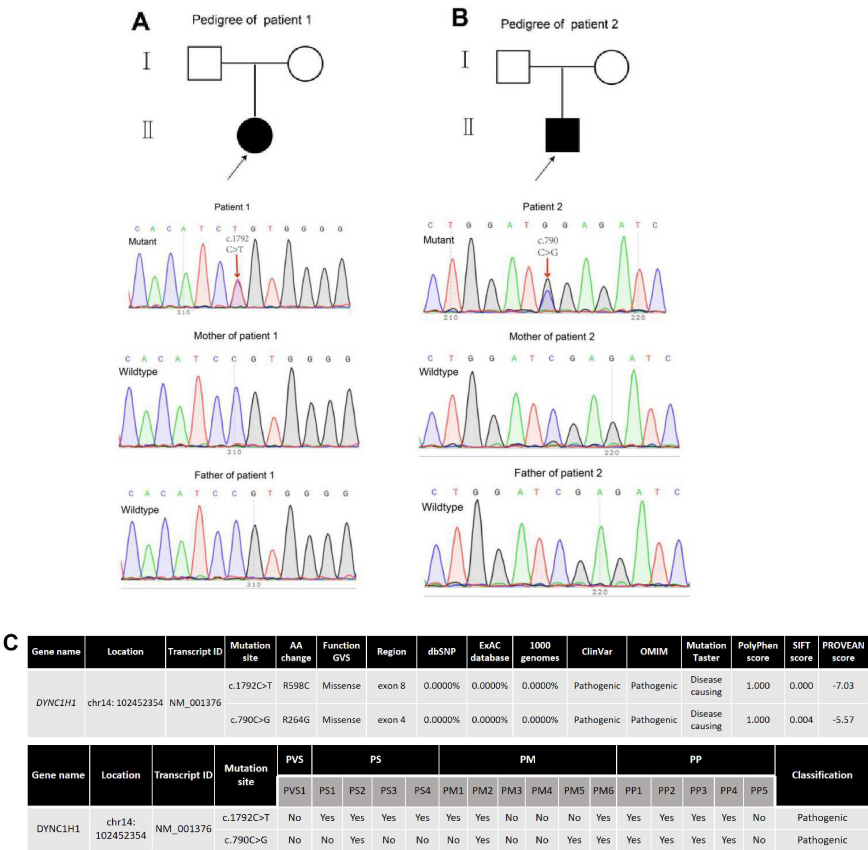 A
Pedigree of patient 1
I
II
Patient 1
C A C A T C T G T G G G G
Mutant
c.1792
C>T
310
Mother of patient 1
C A C A T C C G T G G G G
Wildtype
310
Father of patient 1
C A C A T C C G T G G G G
Wildtype
310
B
Pedigree of patient 2
I
II
Patient 2
C T G G A T G G A G A T C
Mutant
c.790
C>G
210 220
Mother of patient 2
C T G G A T C G A G A T C
Wildtype
220
Father of patient 2
C T G G A T C G A G A T C
Wildtype
220
C
Gene name Location Transcript ID Mutation site AA change Function GVS Region dbSNP ExAC database 1000 genomes ClinVar OMIM Mutation Taster PolyPhen score SIFT score PROVEAN score
DYNC1H1 chr14: 102452354 NM_001376 c.1792C>T R598C Missense exon 8 0.0000% 0.0000% 0.0000% Pathogenic Pathogenic Disease causing 1.000 0.000 -7.03
c.790C>G R264G Missense exon 4 0.0000% 0.0000% 0.0000% Pathogenic Pathogenic Disease causing 1.000 0.004 -5.57
Gene name Location Transcript ID Mutation site PVS PS PM PP Classification
PVS1 PS1 PS2 PS3 PS4 PM1 PM2 PM3 PM4 PM5 PM6 PP1 PP2 PP3 PP4 PP5
DYNC1H1 chr14: 102452354 NM_001376 c.1792C>T No Yes Yes Yes Yes Yes Yes No No Yes Yes Yes Yes Yes Yes No Pathogenic
c.790C>G No No Yes No No No Yes No No No Yes Yes Yes Yes Yes No Pathogenic